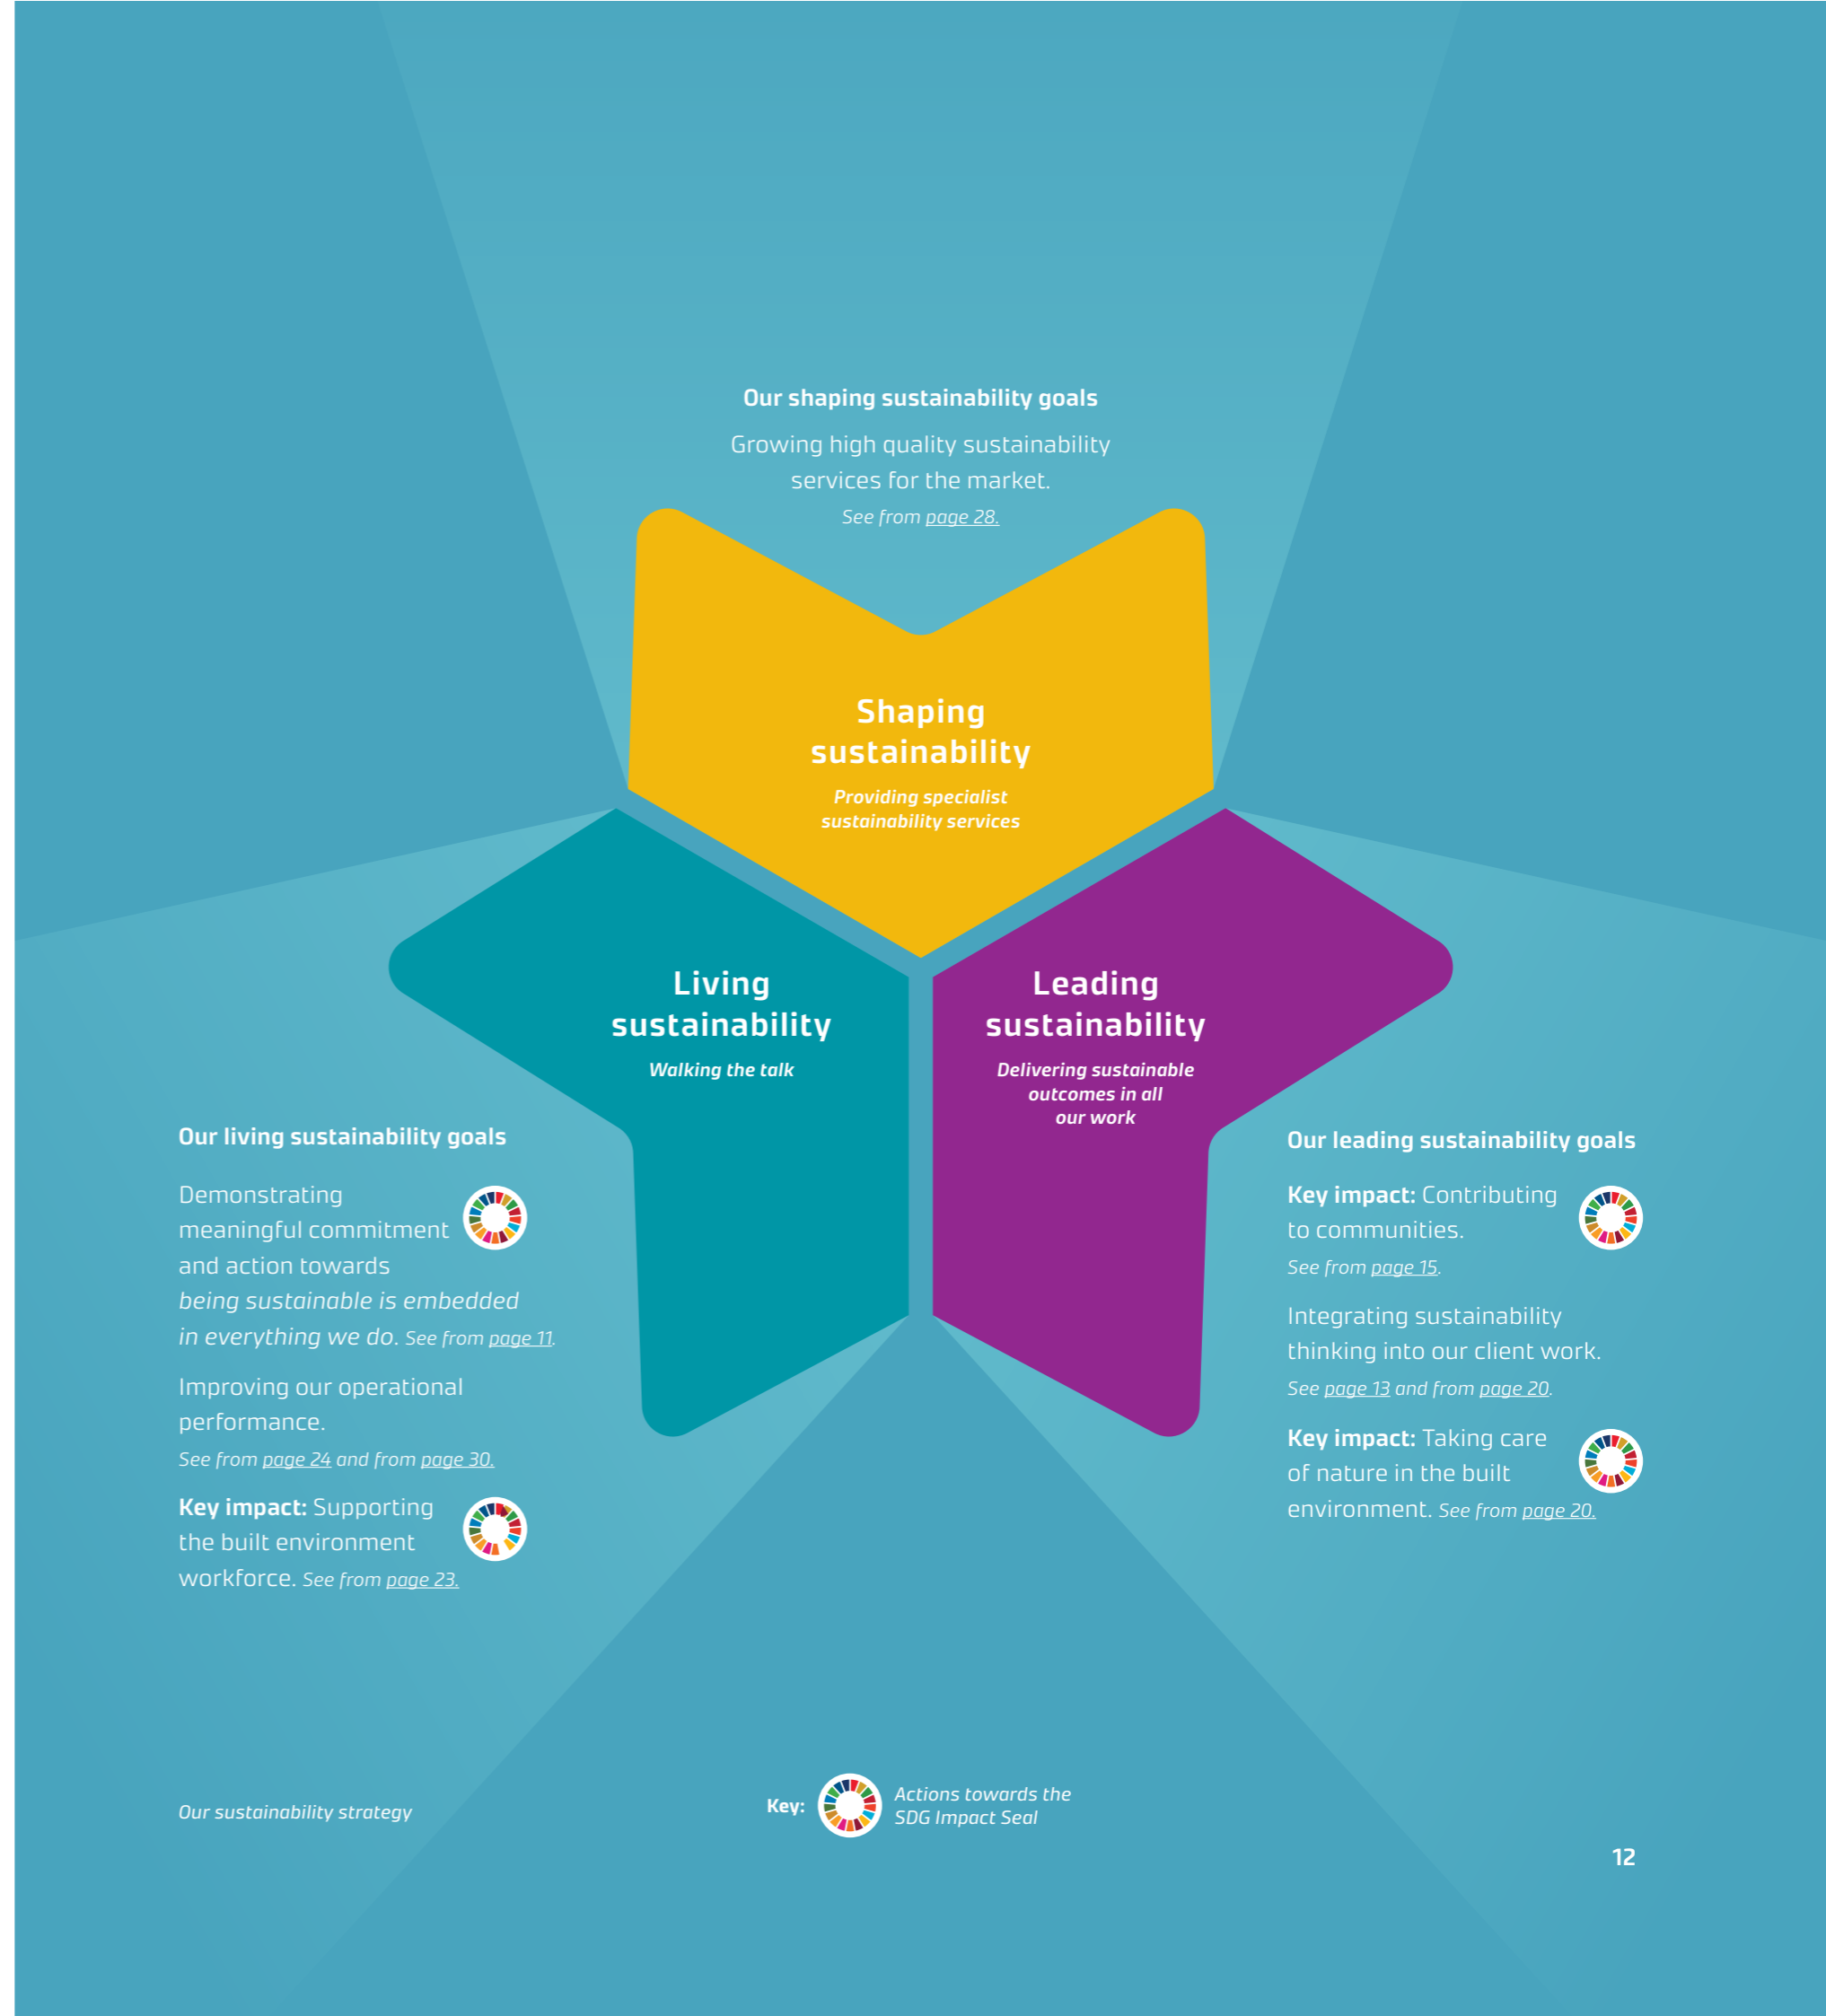 Our shaping sustainability goals
Growing high quality sustainability
services for the market.
See from page 28.
Shaping
sustainability
Providing specialist
sustainability services
Living
sustainability
Walking the talk
Leading
sustainability
Delivering sustainable
outcomes in all
our work
Our living sustainability goals
Demonstrating
meaningful commitment
and action towards
being sustainable is embedded
in everything we do. See from page 11.
Improving our operational
performance.
See from page 24 and from page 30.
Key impact: Supporting
the built environment
workforce. See from page 23.
Our leading sustainability goals
Key impact: Contributing
to communities.
See from page 15.
Integrating sustainability
thinking into our client work.
See page 13 and from page 20.
Key impact: Taking care
of nature in the built
environment. See from page 20.
Our sustainability strategy
Key:
Actions towards the
SDG Impact Seal
12